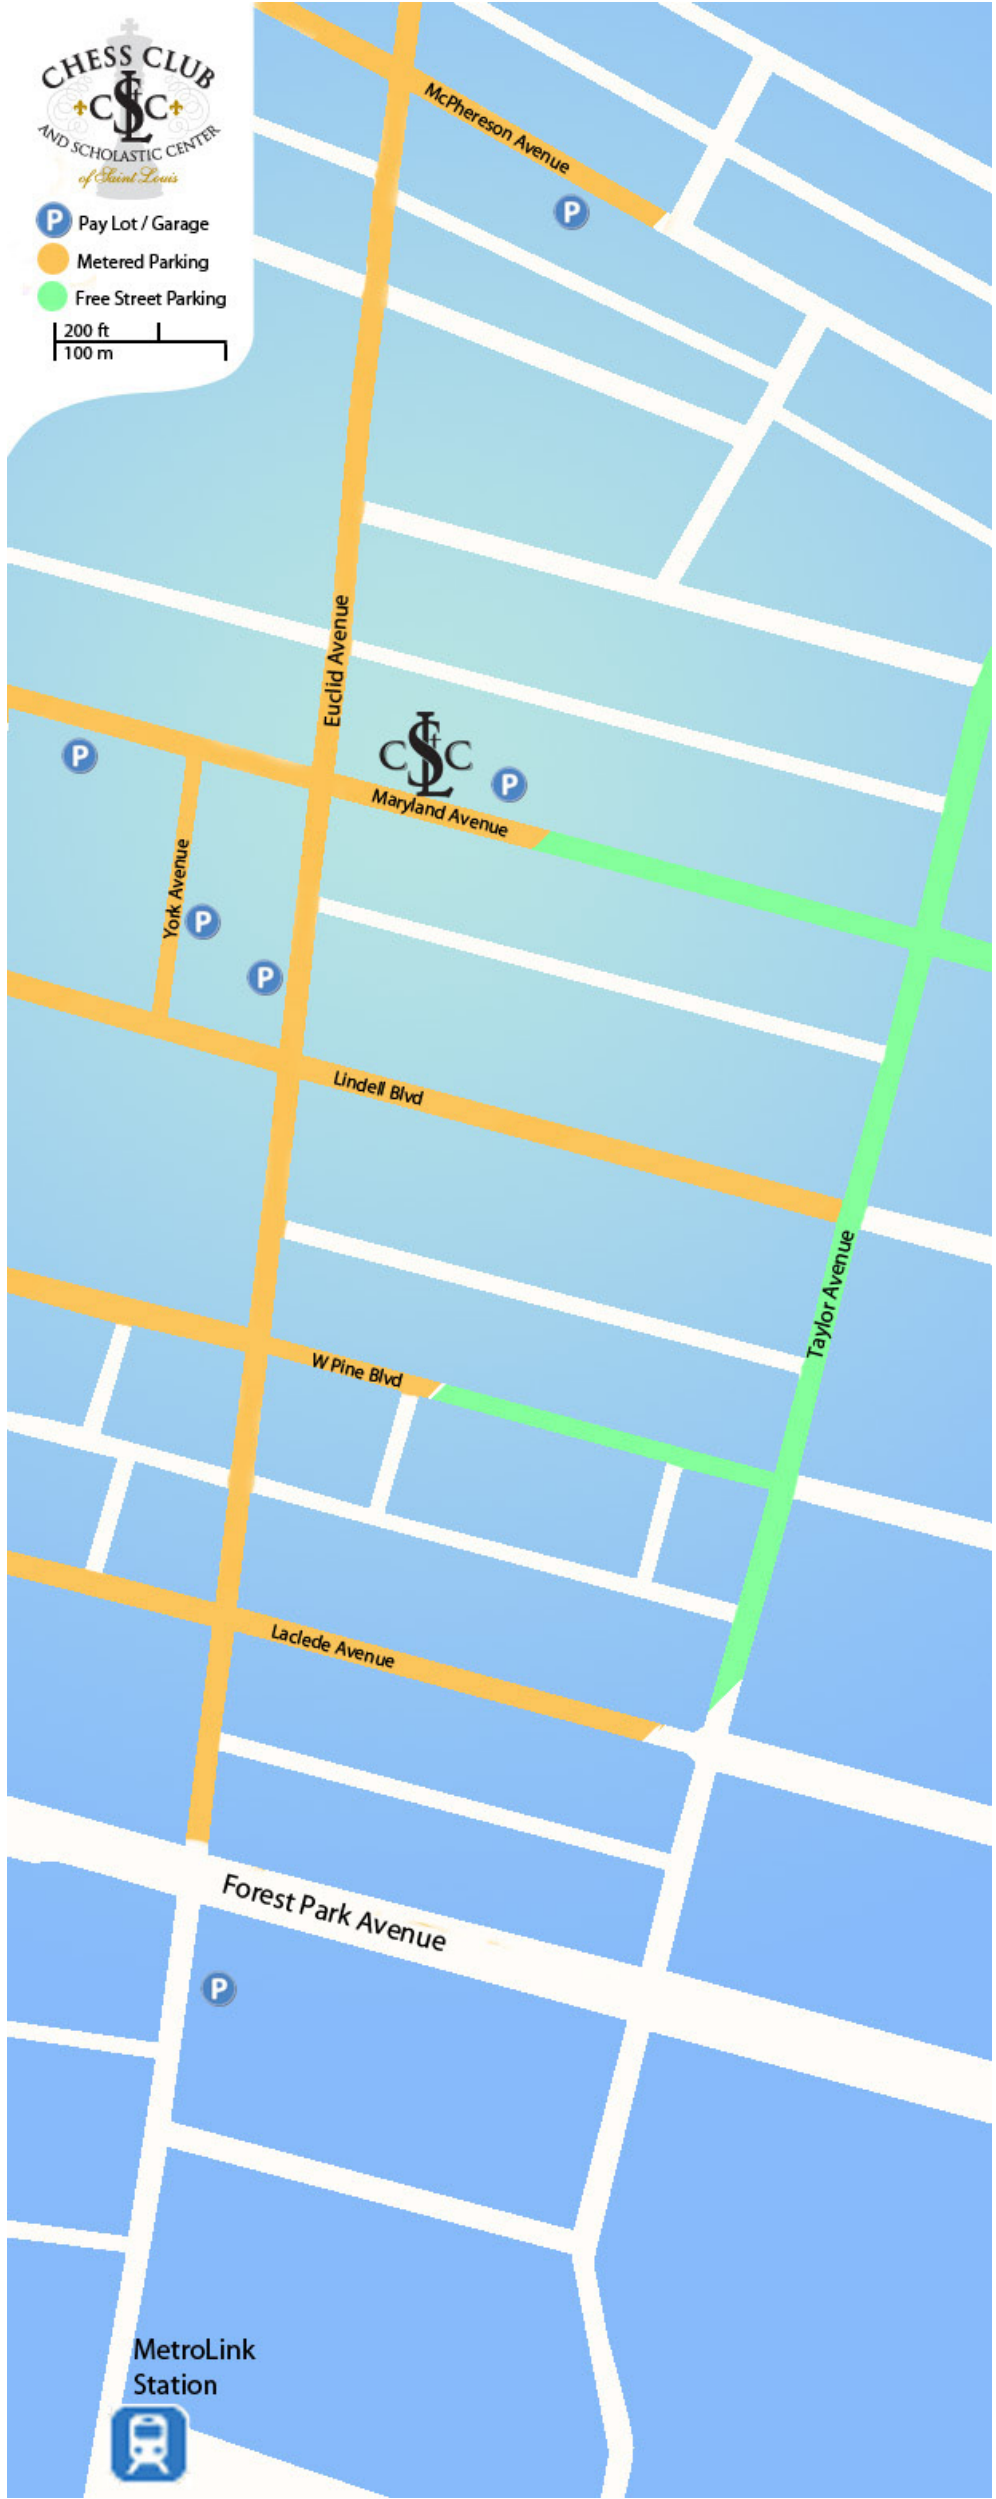 CHESS CLUB
CSLtC
AND SCHOLASTIC CENTER
of Saint Louis
P Pay Lot / Garage
Metered Parking
Free Street Parking
200 ft
100 m
McPhereson Avenue
P
Euclid Avenue
CSLtC
P
P
Maryland Avenue
York Avenue
P
P
Lindell Blvd
Taylor Avenue
W Pine Blvd
Laclede Avenue
Forest Park Avenue
P
MetroLink
Station